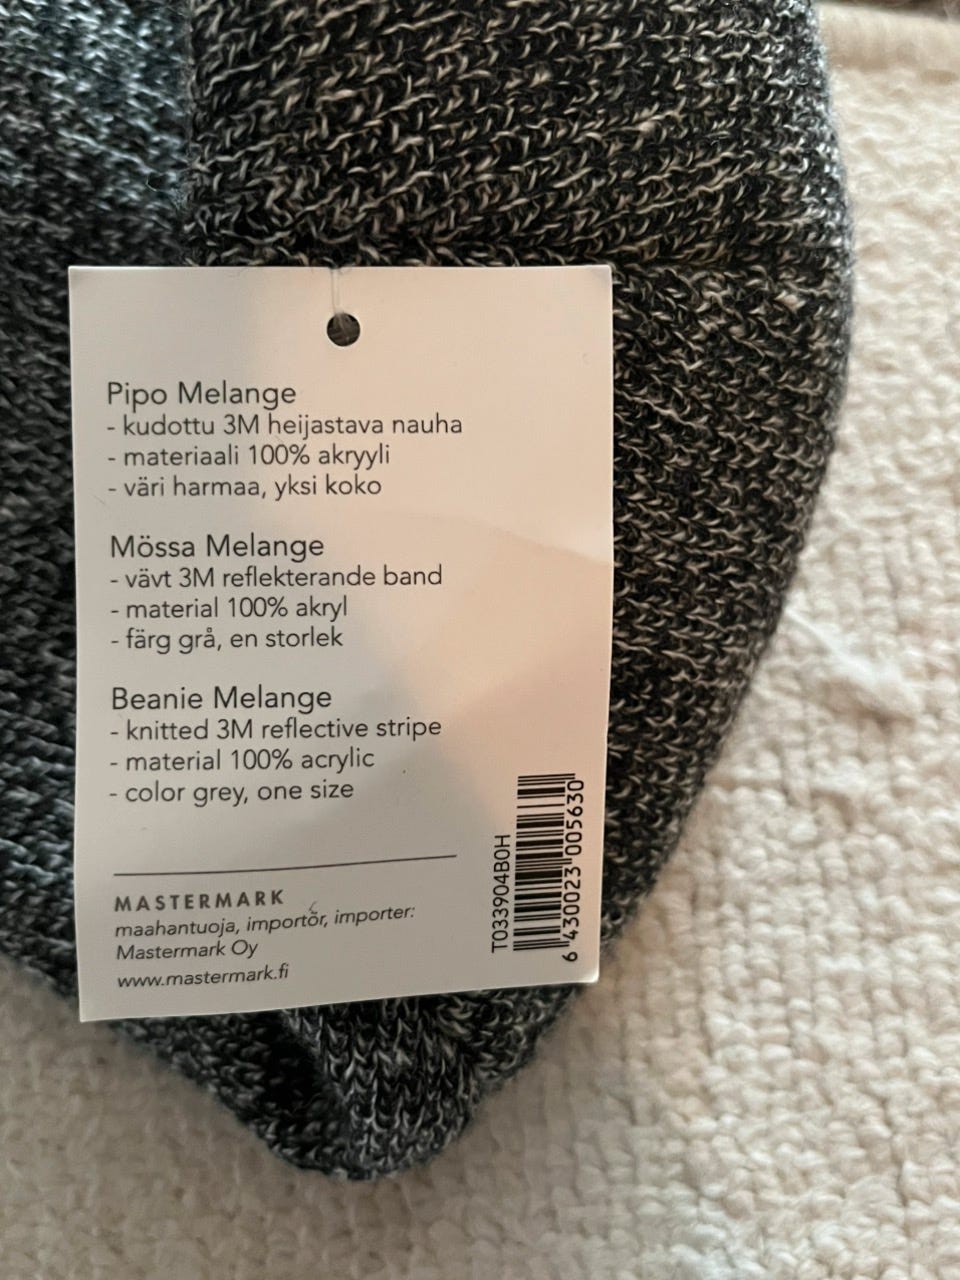 Pipo Melange
- kudottu 3M heijastava nauha
- materiaali 100% akryyli
- väri harmaa, yksi koko
Mössa Melange
- vävt 3M reflekterande band
- material 100% akryl
- färg grå, en storlek
Beanie Melange
- knitted 3M reflective stripe
- material 100% acrylic
- color grey, one size
MASTERMARK
maahantuoja, importör, importer:
Mastermark Oy
www.mastermark.fi
T033904B0H
6 430023 005630